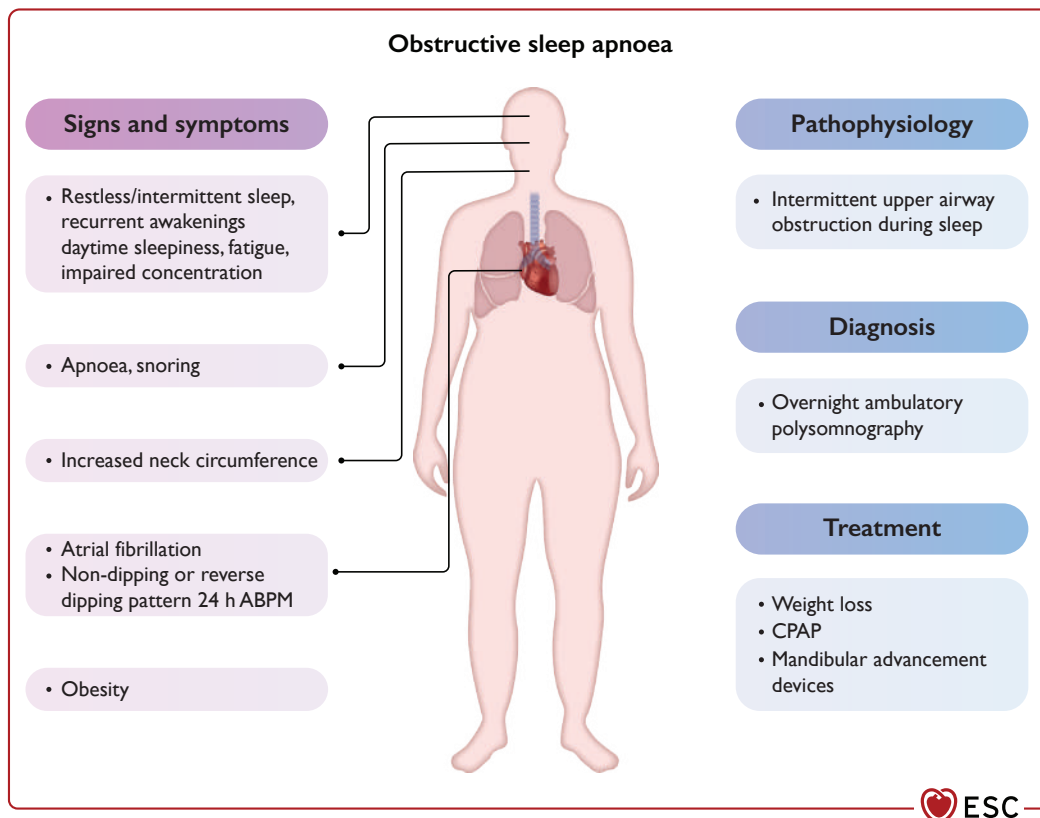 Obstructive sleep apnoea
Signs and symptoms
• Restless/intermittent sleep,
recurrent awakenings
daytime sleepiness, fatigue,
impaired concentration
• Apnoea, snoring
• Increased neck circumference
• Atrial fibrillation
• Non-dipping or reverse
dipping pattern 24 h ABPM
• Obesity
Pathophysiology
• Intermittent upper airway
obstruction during sleep
Diagnosis
• Overnight ambulatory
polysomnography
Treatment
• Weight loss
• CPAP
• Mandibular advancement
devices
ESC